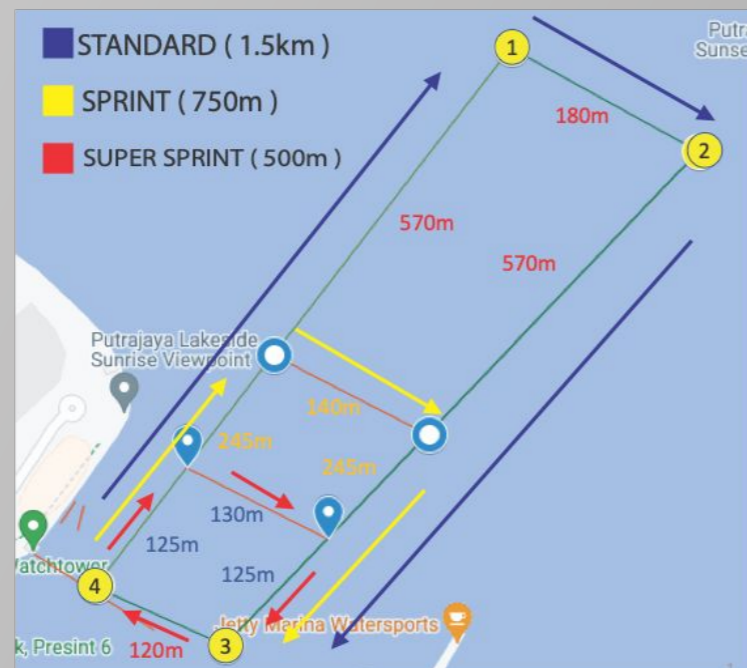 STANDARD ( 1.5km )
SPRINT ( 750m )
SUPER SPRINT ( 500m )
1
Putra
Sunse
180m
2
570m
570m
Putrajaya Lakeside
Sunrise Viewpoint
140m
245m
245m
130m
125m
125m
Watchtower
4
Jetty Marina Watersports
3
k, Presint 6
120m